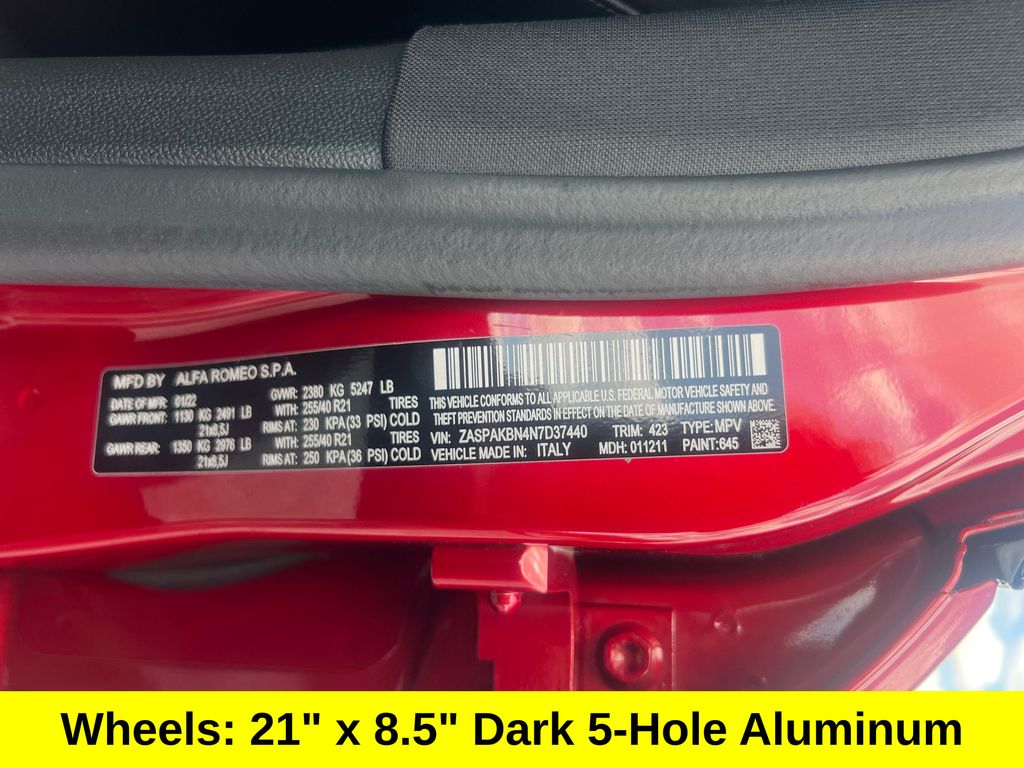 MFD BY ALFA ROMEO S.P.A.
DATE OF MFR: 01/22 GVWR: 2380 KG 5247 LB
GAWR FRONT: 1130 KG 2491 LB WITH: 255/40 R21 TIRES
21x8,5J RIMS AT: 230 KPA(33 PSI) COLD
GAWR REAR: 1350 KG 2976 LB WITH: 255/40 R21 TIRES
21x8,5J RIMS AT: 250 KPA(36 PSI) COLD
THIS VEHICLE CONFORMS TO ALL APPLICABLE U.S. FEDERAL MOTOR VEHICLE SAFETY AND
THEFT PREVENTION STANDARDS IN EFFECT ON THE DATE OF MANUFACTURE SHOWN ABOVE.
VIN: ZASPAKBN4N7D37440 TRIM: 423 TYPE: MPV
VEHICLE MADE IN: ITALY MDH: 011211 PAINT:645
Wheels: 21" x 8.5" Dark 5-Hole Aluminum